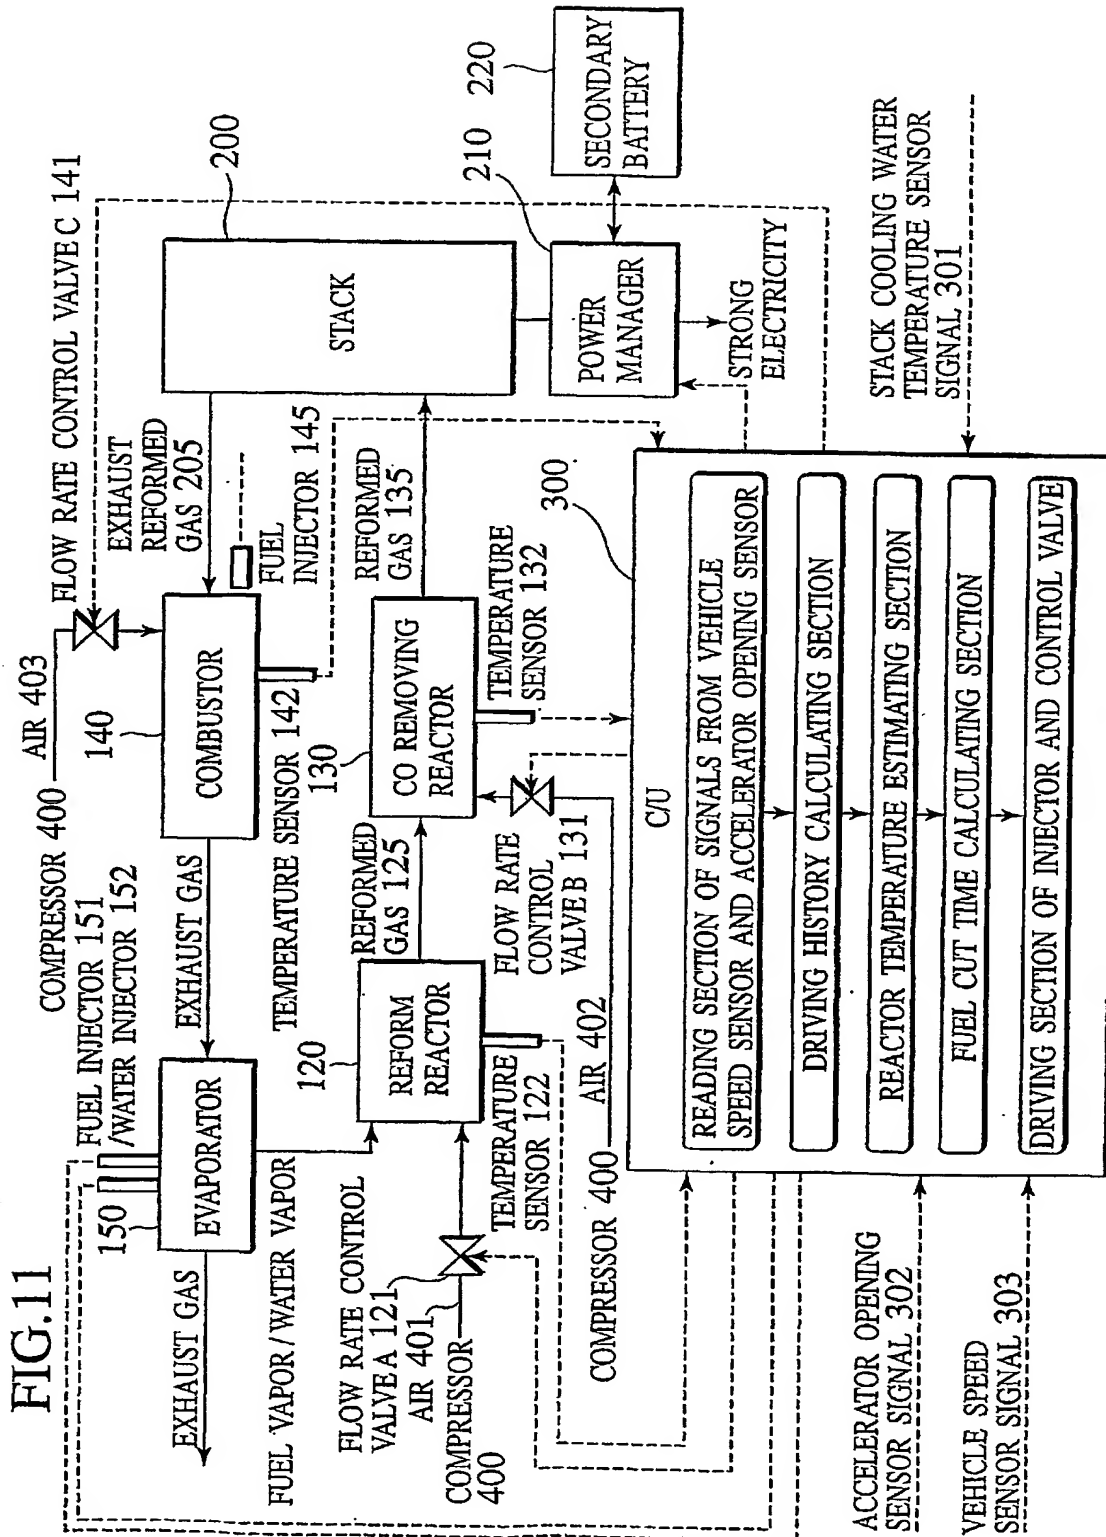 FIG.11
COMPRESSOR 400
AIR 403
FLOW RATE CONTROL VALVE C 141
FUEL INJECTOR 151
/WATER INJECTOR 152
150
EVAPORATOR
EXHAUST GAS
EXHAUST GAS
140
COMBUSTOR
TEMPERATURE SENSOR 142
EXHAUST
REFORMED
GAS 205
FUEL
INJECTOR 145
200
STACK
FUEL VAPOR/WATER VAPOR
120
REFORM
REACTOR
REFORMED
GAS 125
130
CO REMOVING
REACTOR
REFORMED
GAS 135
210
POWER
MANAGER
220
SECONDARY
BATTERY
STRONG
ELECTRICITY
FLOW RATE CONTROL
VALVE A 121
AIR 401
COMPRESSOR
400
TEMPERATURE
SENSOR 122
FLOW RATE
CONTROL
VALVE B 131
TEMPERATURE
SENSOR 132
AIR 402
COMPRESSOR 400
300
C/U
READING SECTION OF SIGNALS FROM VEHICLE
SPEED SENSOR AND ACCELERATOR OPENING SENSOR
DRIVING HISTORY CALCULATING SECTION
REACTOR TEMPERATURE ESTIMATING SECTION
FUEL CUT TIME CALCULATING SECTION
DRIVING SECTION OF INJECTOR AND CONTROL VALVE
STACK COOLING WATER
TEMPERATURE SENSOR
SIGNAL 301
ACCELERATOR OPENING
SENSOR SIGNAL 302
VEHICLE SPEED
SENSOR SIGNAL 303